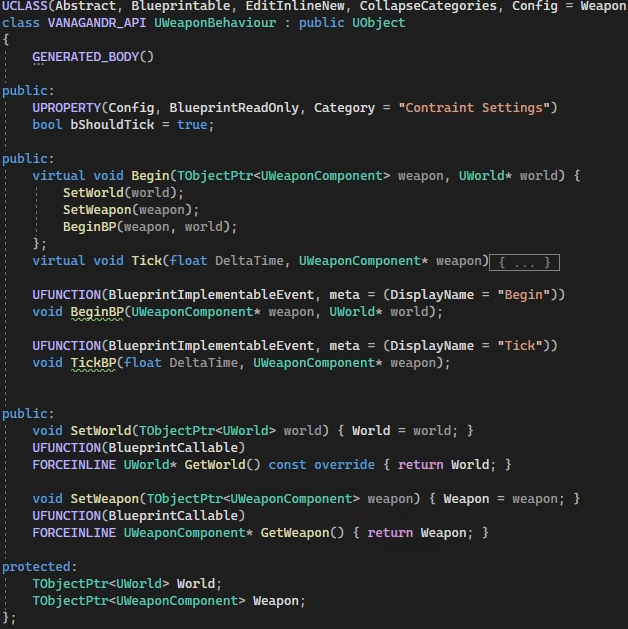 UCLASS(Abstract, Blueprintable, EditInlineNew, CollapseCategories, Config = Weapon
class VANAGANDR_API UWeaponBehaviour : public UObject
{
GENERATED_BODY()
public:
UPROPERTY(Config, BlueprintReadOnly, Category = "Contraint Settings")
bool bShouldTick = true;
public:
virtual void Begin(TObjectPtr<UWeaponComponent> weapon, UWorld* world) {
SetWorld(world);
SetWeapon(weapon);
BeginBP(weapon, world);
};
virtual void Tick(float DeltaTime, UWeaponComponent* weapon){ ... }
UFUNCTION(BlueprintImplementableEvent, meta = (DisplayName = "Begin"))
void BeginBP(UWeaponComponent* weapon, UWorld* world);
UFUNCTION(BlueprintImplementableEvent, meta = (DisplayName = "Tick"))
void TickBP(float DeltaTime, UWeaponComponent* weapon);
public:
void SetWorld(TObjectPtr<UWorld> world) { World = world; }
UFUNCTION(BlueprintCallable)
FORCEINLINE UWorld* GetWorld() const override { return World; }
void SetWeapon(TObjectPtr<UWeaponComponent> weapon) { Weapon = weapon; }
UFUNCTION(BlueprintCallable)
FORCEINLINE UWeaponComponent* GetWeapon() { return Weapon; }
protected:
TObjectPtr<UWorld> World;
TObjectPtr<UWeaponComponent> Weapon;
};